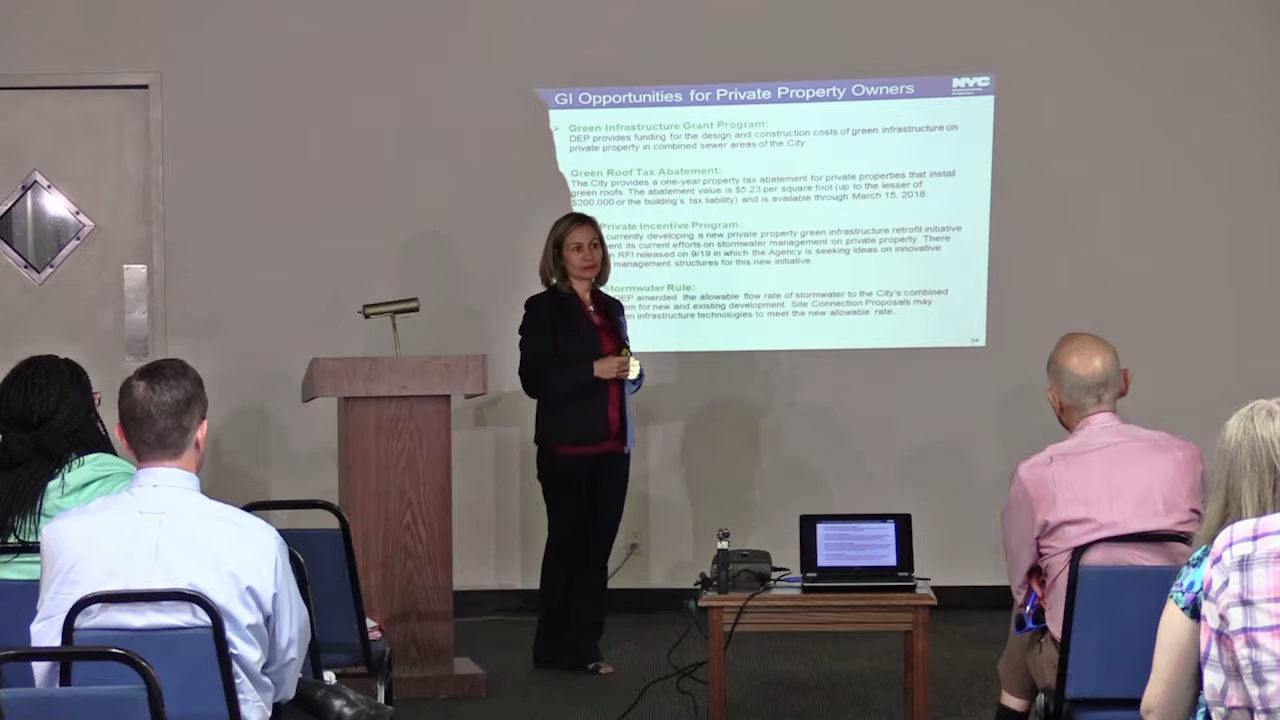 GI Opportunities for Private Property Owners
NYC
Green Infrastructure Grant Program:
DEP provides funding for the design and construction costs of green infrastructure on
private property in combined sewer areas of the City
Green Roof Tax Abatement:
The City provides a one-year property tax abatement for private properties that install
green roofs. The abatement value is $5.23 per square foot (up to the lesser of
$200,000 or the building's tax liability) and is available through March 15, 2018.
Private Incentive Program:
currently developing a new private property green infrastructure retrofit initiative
ent its current efforts on stormwater management on private property. There
n RFI released on 9/19 in which the Agency is seeking ideas on innovative
management structures for this new initiative.
Stormwater Rule:
DEP amended the allowable flow rate of stormwater to the City's combined
em for new and existing development. Site Connection Proposals may
en infrastructure technologies to meet the new allowable rate.
34